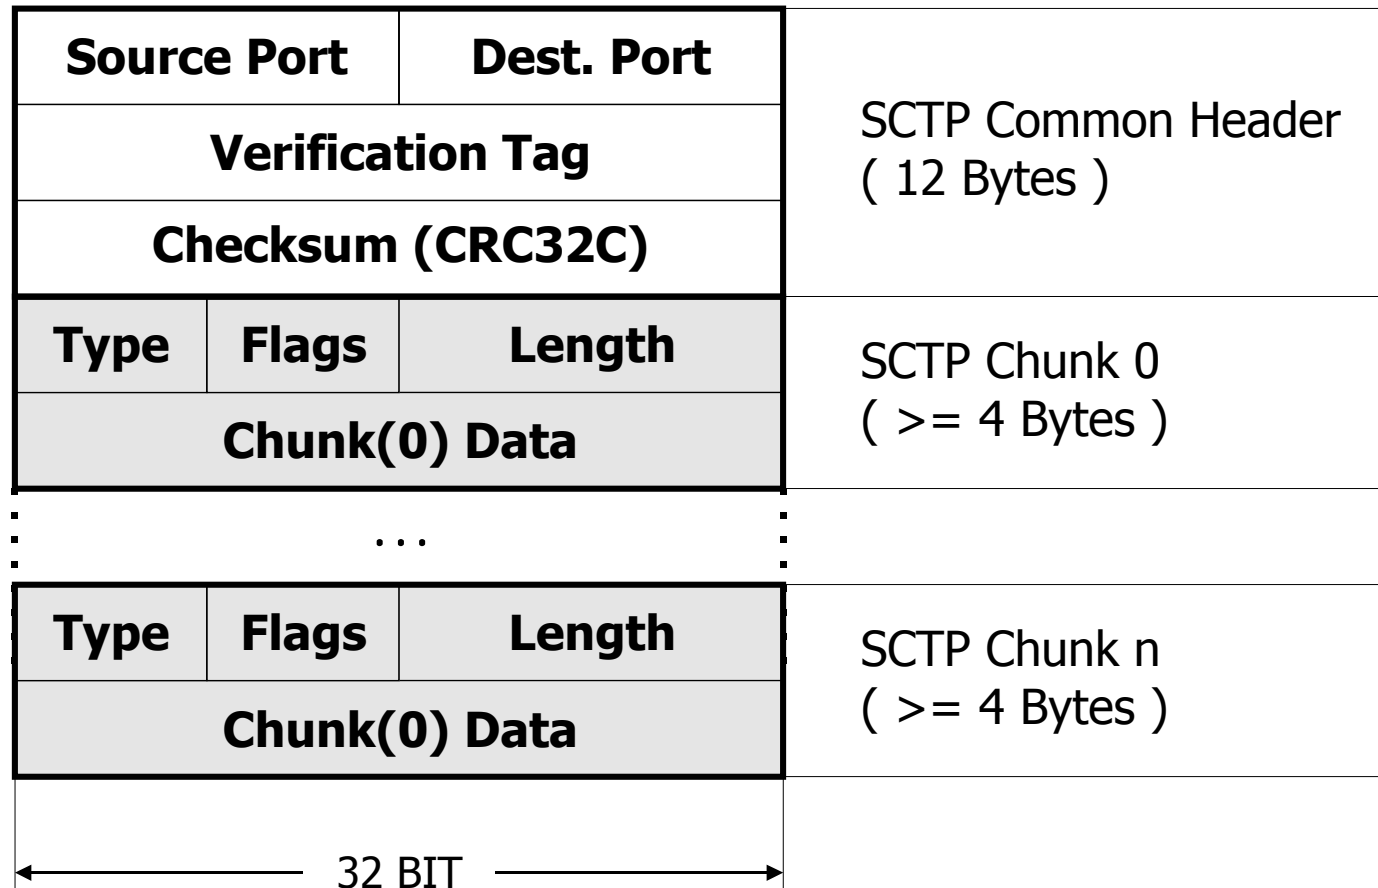 Source Port Dest. Port
Verification Tag
SCTP Common Header
( 12 Bytes )
Checksum (CRC32C)
Type Flags Length
SCTP Chunk 0
( >= 4 Bytes )
Chunk(0) Data
. . .
Type Flags Length
SCTP Chunk n
( >= 4 Bytes )
Chunk(0) Data
32 BIT